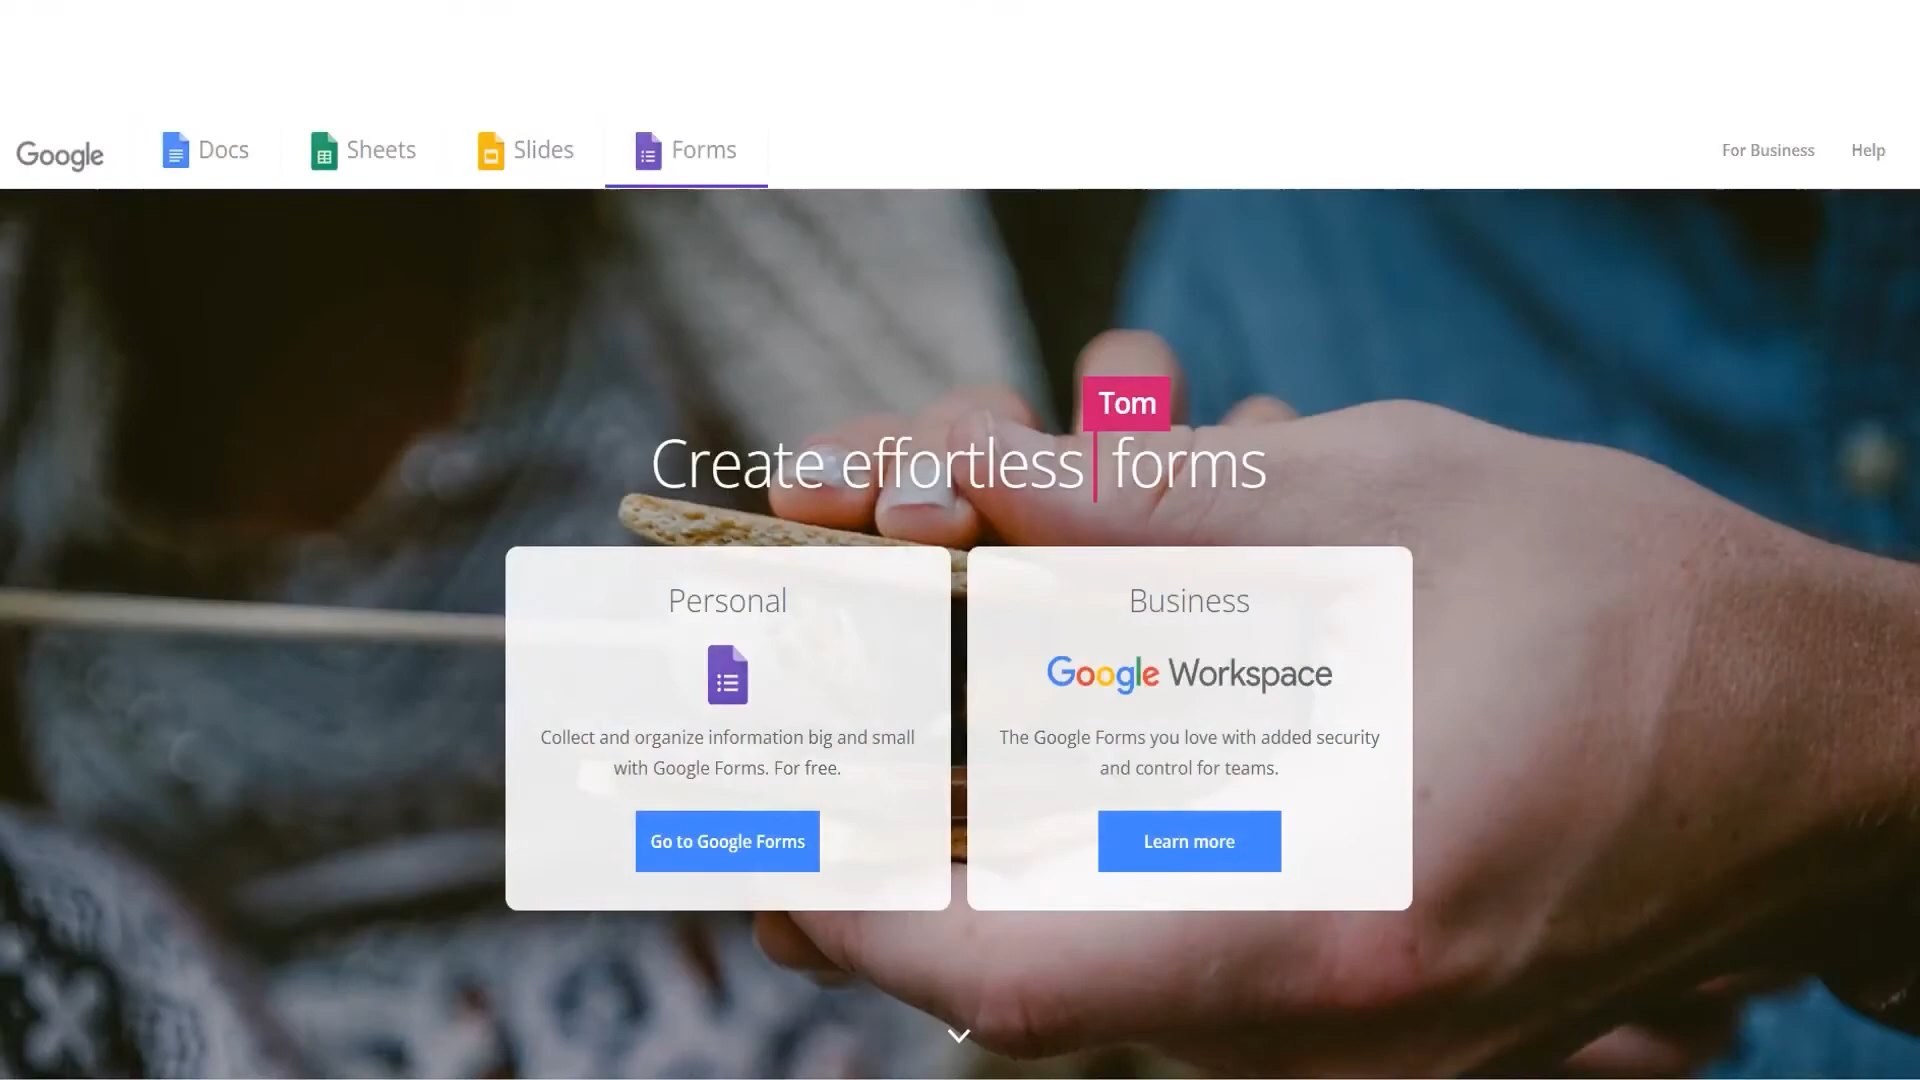 Google
Docs
Sheets
Slides
Forms
For Business
Help
Tom
Create effortless forms
Personal
Collect and organize information big and small
with Google Forms. For free.
Go to Google Forms
Business
Google Workspace
The Google Forms you love with added security
and control for teams.
Learn more